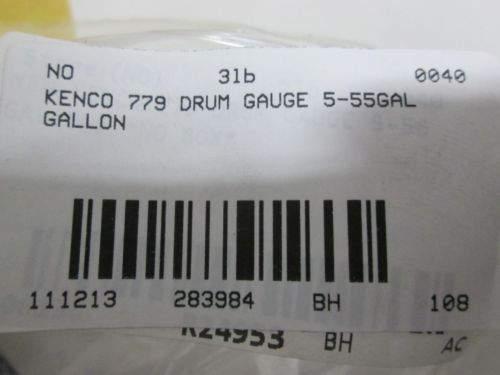 NO 31b 0040
KENCO 779 DRUM GAUGE 5-55GAL
GALLON
111213 283984 BH 108
K24953 BH AC